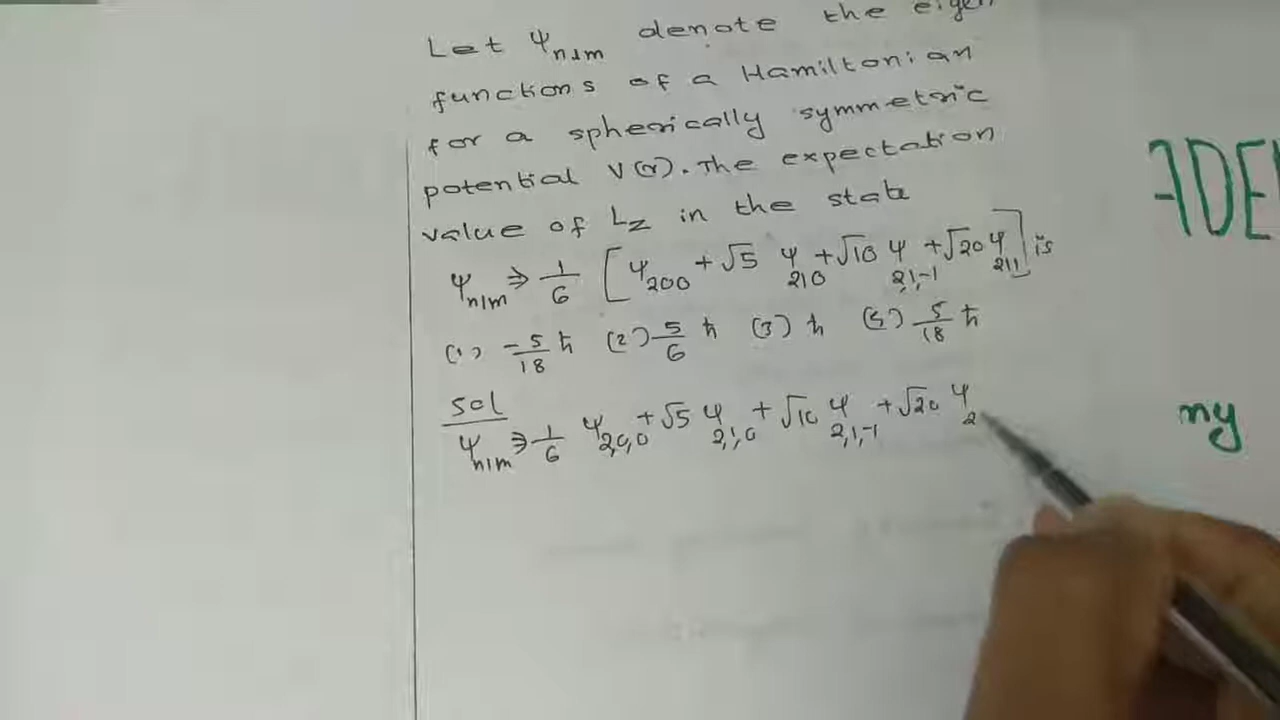 Let Ψnlm denote the eigen
functions of a Hamiltonian
for a spherically symmetric
potential V(r). The expectation
value of Lz in the state
Ψnlm ⇒ 1/6 [Ψ200 + √5 Ψ210 + √10 Ψ2,1,-1 + √20 Ψ211] is
(1) -5/18 ħ (2) 5/6 ħ (3) ħ (4) 5/18 ħ
Sol
Ψnlm ⇒ 1/6 Ψ2,0,0 + √5 Ψ2,1,0 + √10 Ψ2,1,-1 + √20 Ψ2
my